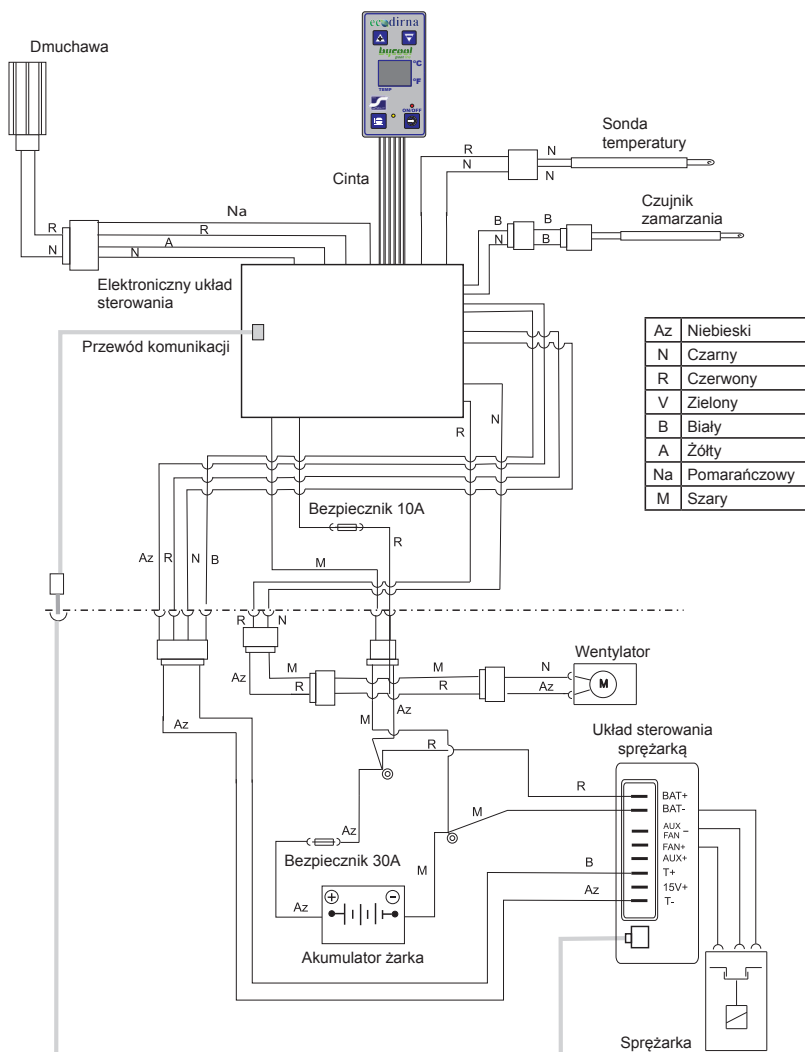 ecodirna
bycool
green
°C
°F
TEMP
ON/OFF
Dmuchawa
Cinta
R
N
N
N
Sonda
temperatury
B
N
B
B
Czujnik
zamarzania
R
N
Na
R
A
N
Elektroniczny układ
sterowania
Przewód komunikacji
Az Niebieski
N Czarny
R Czerwony
V Zielony
B Biały
A Żółty
Na Pomarańczowy
M Szary
R
N
Bezpiecznik 10A
R
M
Az
R
N
B
R
N
Az
M
R
M
R
N
Az
M
Wentylator
Az
M
Az
R
Układ sterowania
sprężarką
R
M
BAT+
BAT-
AUX
FAN –
FAN+
AUX+
T+
15V+
T-
B
Az
Az
Bezpiecznik 30A
M
Az
+
-
Akumulator żarka
Sprężarka